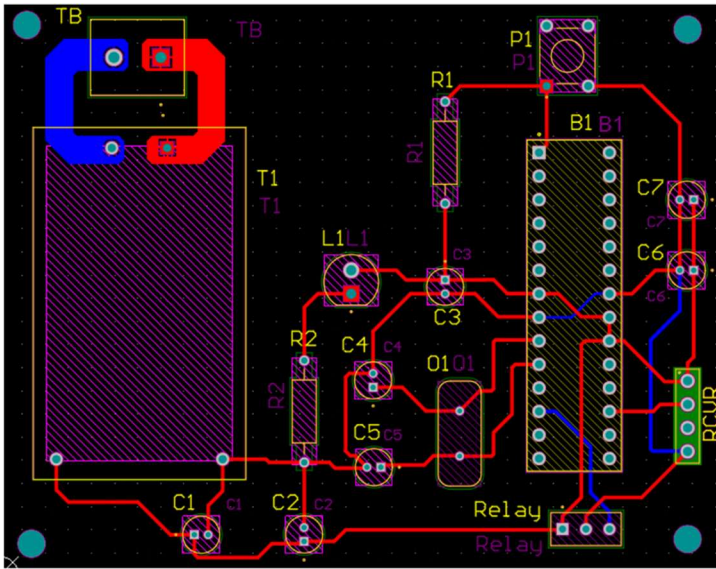 TB TB
P1
P1
R1
R1
B1 B1
T1
T1
C7
C7
L1 L1
C3
C6
C6
C3
R2
R2
C4 C4
O1 O1
RCVR
C5 C5
C1 C1
C2 C2
Relay
Relay